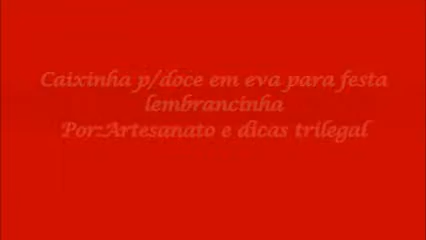 Caixinha p/doce em eva para festa
lembrancinha
Por:Artesanato e dicas trilegal